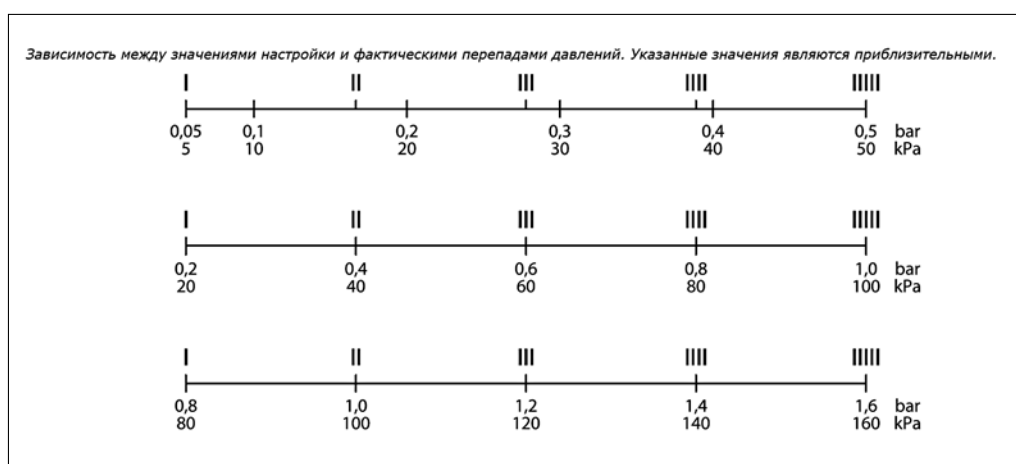 Зависимость между значениями настройки и фактическими перепадами давлений. Указанные значения являются приблизительными.
I II III IIII IIIII
0,05 0,1 0,2 0,3 0,4 0,5 bar
5 10 20 30 40 50 kPa
I II III IIII IIIII
0,2 0,4 0,6 0,8 1,0 bar
20 40 60 80 100 kPa
I II III IIII IIIII
0,8 1,0 1,2 1,4 1,6 bar
80 100 120 140 160 kPa